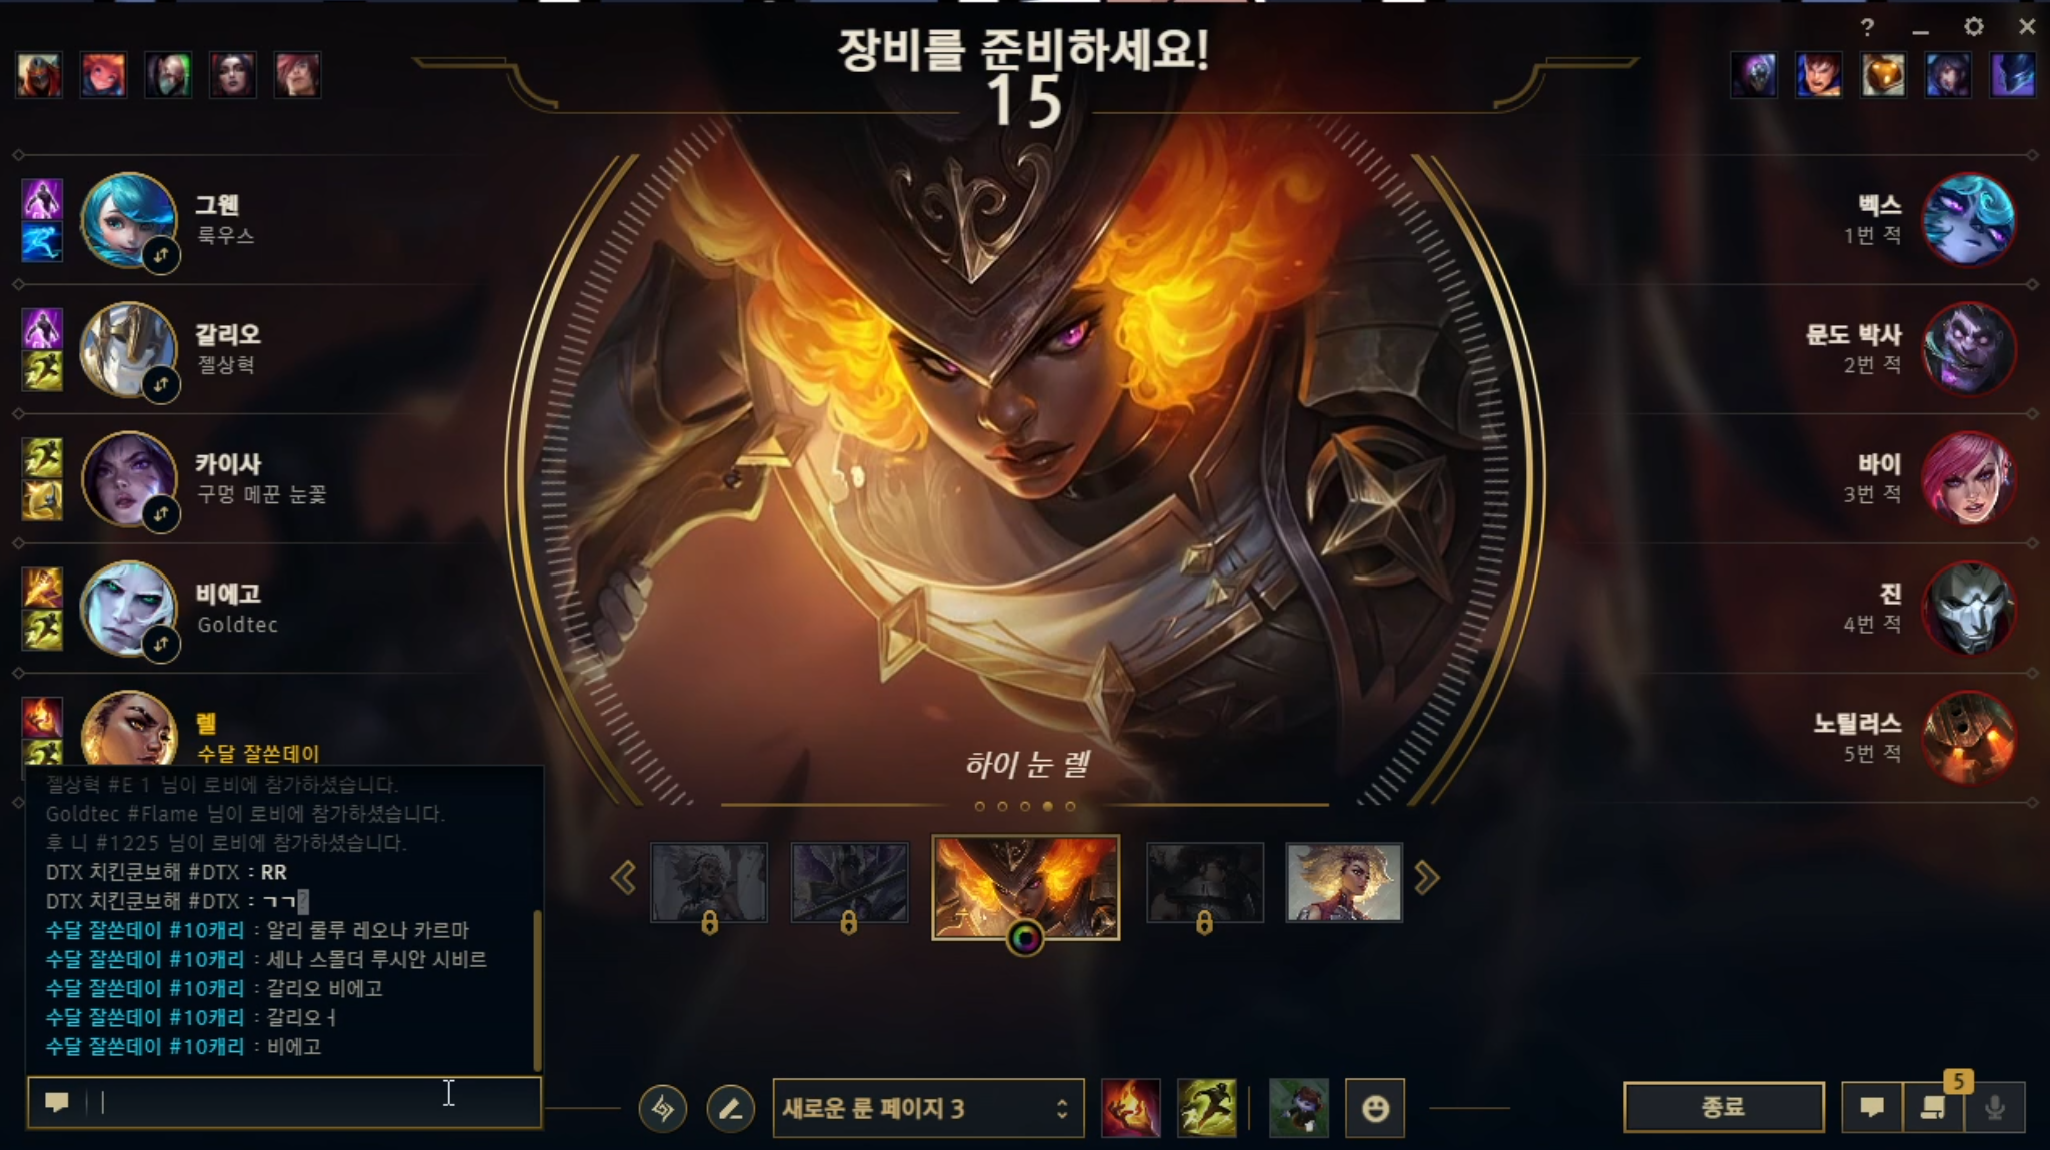 장비를 준비하세요!
15
?
그웬
룩우스
갈리오
젤상혁
카이사
구멍 메꾼 눈꽃
비에고
Goldtec
렐
수달 잘쏜데이
벡스
1번 적
문도 박사
2번 적
바이
3번 적
진
4번 적
노틸러스
5번 적
하이 눈 렐
젤상혁 #E 1 님이 로비에 참가하셨습니다.
Goldtec #Flame 님이 로비에 참가하셨습니다.
후 니 #1225 님이 로비에 참가하셨습니다.
DTX 치킨쿤보해 #DTX : RR
DTX 치킨쿤보해 #DTX : ㄱㄱ?
수달 잘쏜데이 #10캐리 : 알리 룰루 레오나 카르마
수달 잘쏜데이 #10캐리 : 세나 스몰더 루시안 시비르
수달 잘쏜데이 #10캐리 : 갈리오 비에고
수달 잘쏜데이 #10캐리 : 갈리오ㅓ
수달 잘쏜데이 #10캐리 : 비에고
새로운 룬 페이지 3
종료
5